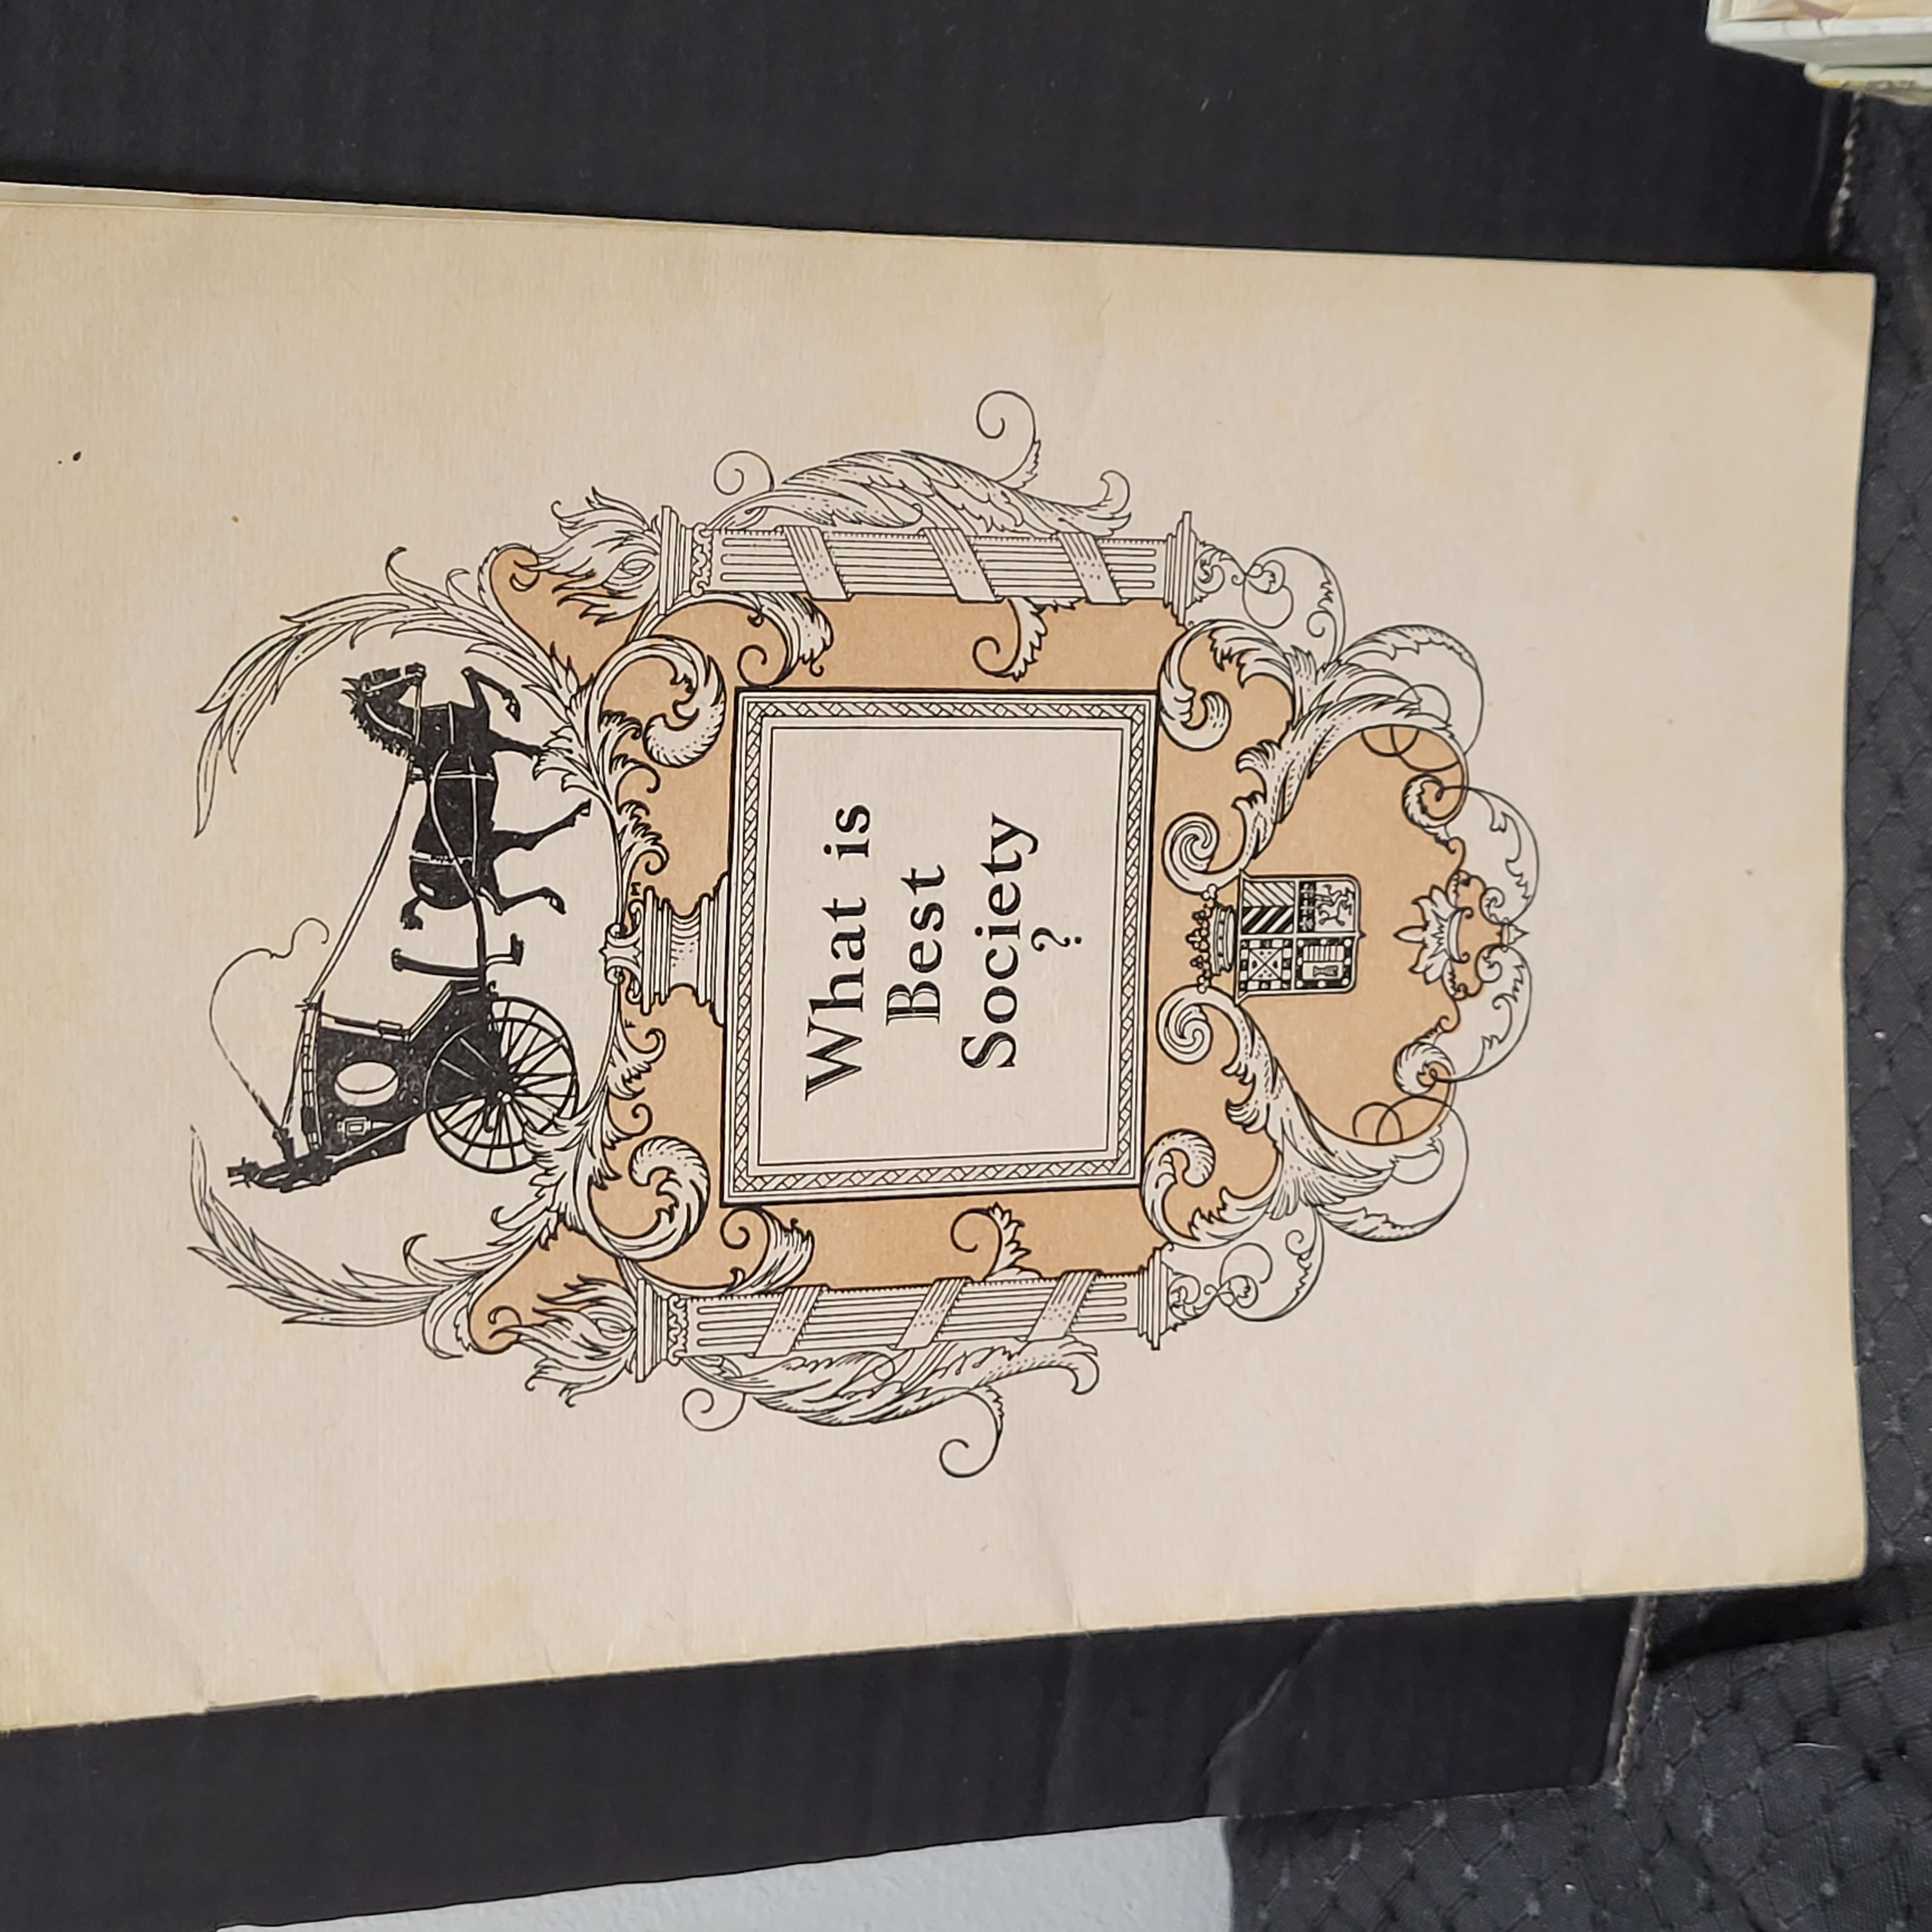 What is
Best
Society
?